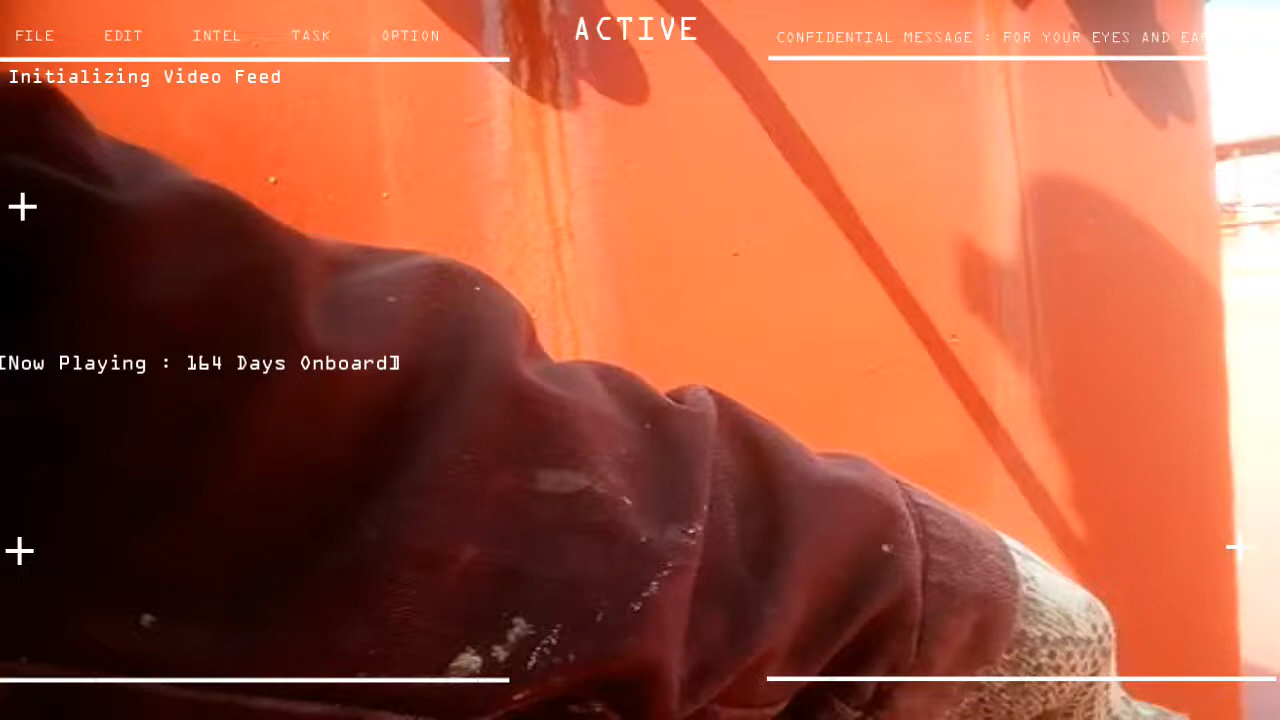 FILE EDIT INTEL TASK OPTION
ACTIVE
CONFIDENTIAL MESSAGE : FOR YOUR EYES AND
Initializing Video Feed
[Now Playing : 164 Days Onboard]